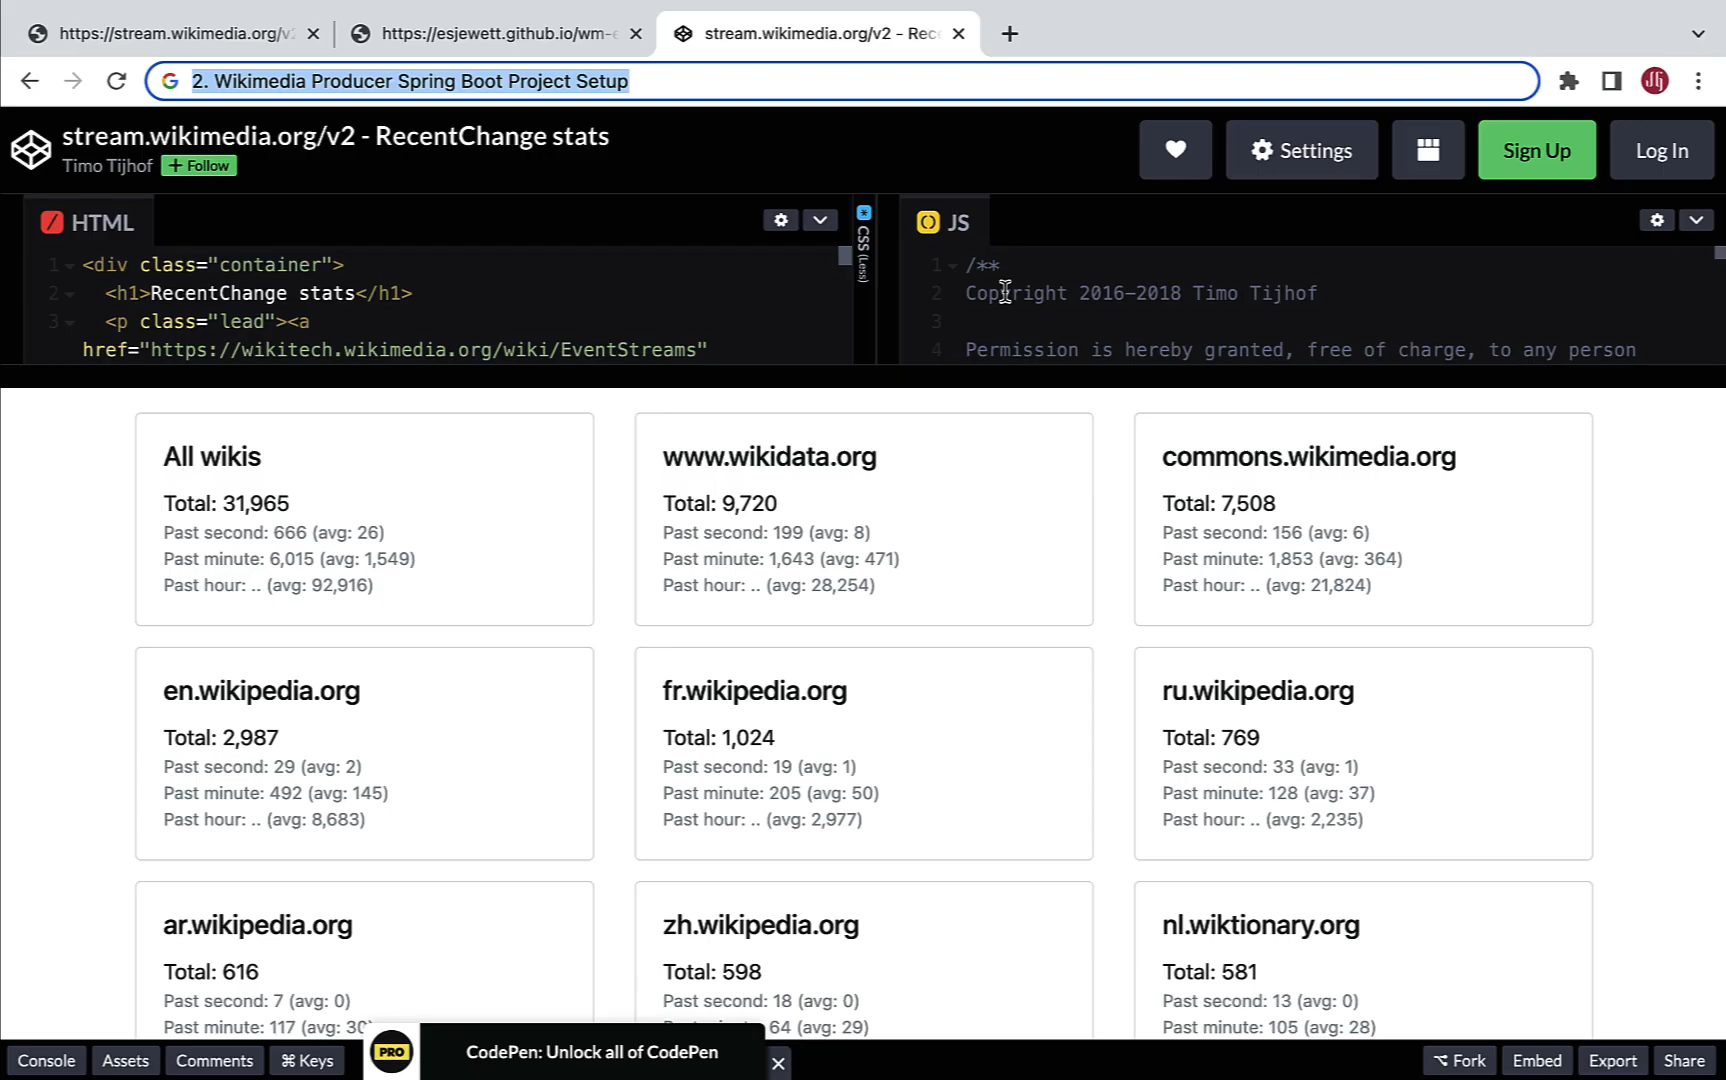 https://stream.wikimedia.org/v2
https://esjewett.github.io/wm-e
stream.wikimedia.org/v2 - Rec
2. Wikimedia Producer Spring Boot Project Setup
stream.wikimedia.org/v2 - RecentChange stats
Timo Tijhof + Follow
Settings
Sign Up
Log In
HTML
CSS (Less)
JS
1 <div class="container">
2 <h1>RecentChange stats</h1>
3 <p class="lead"><a
href="https://wikitech.wikimedia.org/wiki/EventStreams"
1 /**
2 Copyright 2016–2018 Timo Tijhof
3
4 Permission is hereby granted, free of charge, to any person
All wikis
Total: 31,965
Past second: 666 (avg: 26)
Past minute: 6,015 (avg: 1,549)
Past hour: .. (avg: 92,916)
www.wikidata.org
Total: 9,720
Past second: 199 (avg: 8)
Past minute: 1,643 (avg: 471)
Past hour: .. (avg: 28,254)
commons.wikimedia.org
Total: 7,508
Past second: 156 (avg: 6)
Past minute: 1,853 (avg: 364)
Past hour: .. (avg: 21,824)
en.wikipedia.org
Total: 2,987
Past second: 29 (avg: 2)
Past minute: 492 (avg: 145)
Past hour: .. (avg: 8,683)
fr.wikipedia.org
Total: 1,024
Past second: 19 (avg: 1)
Past minute: 205 (avg: 50)
Past hour: .. (avg: 2,977)
ru.wikipedia.org
Total: 769
Past second: 33 (avg: 1)
Past minute: 128 (avg: 37)
Past hour: .. (avg: 2,235)
ar.wikipedia.org
Total: 616
Past second: 7 (avg: 0)
Past minute: 117 (avg: 30)
zh.wikipedia.org
Total: 598
Past second: 18 (avg: 0)
64 (avg: 29)
nl.wiktionary.org
Total: 581
Past second: 13 (avg: 0)
Past minute: 105 (avg: 28)
Console
Assets
Comments
⌘ Keys
PRO
CodePen: Unlock all of CodePen
Fork
Embed
Export
Share